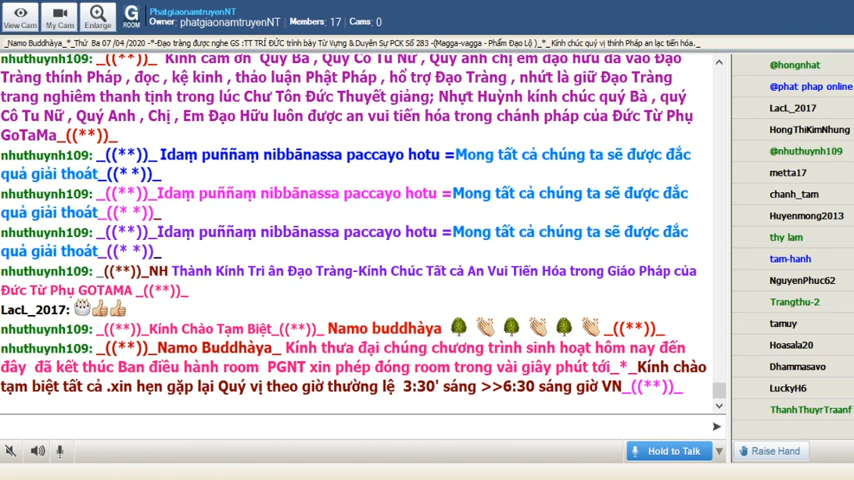 View Cam
My Cam
Enlarge
G
ROOM
PhatgiaonamtruyenNT
Owner: phatgiaonamtruyenNT | Members: 17 | Cams: 0
_Namo Buddhàya_*_Thứ Ba 07 /04 /2020 -*-Đạo tràng được nghe GS :TT TRÍ ĐỨC trình bày Từ Vựng & Duyên Sự PCK Số 283 -(Magga-vagga - Phẩm Đạo Lộ )_*_ Kính chúc quý vị thính Pháp an lạc tiến hóa._
nhuthuynh109: _((**))_ Kính cảm ơn Quý Bà , Quý Cô Tu Nữ , Quý anh chị em đạo hữu đã vào Đạo
Tràng thính Pháp , đọc , kệ kinh , thảo luận Phật Pháp , hổ trợ Đạo Tràng , nhứt là giữ Đạo Tràng
trang nghiêm thanh tịnh trong lúc Chư Tôn Đức Thuyết giảng; Nhựt Huỳnh kính chúc quý Bà , quý
Cô Tu Nữ , Quý Anh , Chị , Em Đạo Hữu luôn được an vui tiến hóa trong chánh pháp của Đức Từ Phụ
GoTaMa_((**))_
nhuthuynh109: _((**))_ Idaṃ puññaṃ nibbānassa paccayo hotu =Mong tất cả chúng ta sẽ được đắc
quả giải thoát_((* *))_
nhuthuynh109: _((**))_Idaṃ puññaṃ nibbānassa paccayo hotu =Mong tất cả chúng ta sẽ được đắc
quả giải thoát_((* *))_
nhuthuynh109: _((**))_Idaṃ puññaṃ nibbānassa paccayo hotu =Mong tất cả chúng ta sẽ được đắc
quả giải thoát_((* *))_
nhuthuynh109: _((**))_NH Thành Kính Tri ân Đạo Tràng-Kính Chúc Tất cả An Vui Tiến Hóa trong Giáo Pháp của
Đức Từ Phụ GOTAMA _((**))_
LacL_2017:
nhuthuynh109: _((**))_Kính Chào Tạm Biệt_((**))_ Namo buddhàya _((**))_
nhuthuynh109: _((**))_Namo Buddhàya_ Kính thưa đại chúng chương trình sinh hoạt hôm nay đến
đây đã kết thúc Ban điều hành room PGNT xin phép đóng room trong vài giây phút tới_*_Kính chào
tạm biệt tất cả .xin hẹn gặp lại Quý vị theo giờ thường lệ 3:30' sáng >>6:30 sáng giờ VN_((**))_
Hold to Talk
@hongnhat
@phat phap online
LacL_2017
HongThiKimNhung
@nhuthuynh109
metta17
chanh_tam
Huyenmong2013
thy lam
tam-hanh
NguyenPhuc62
Trangthu-2
tamuy
Hoasala20
Dhammasavo
LuckyH6
ThanhThuyrTraanf
Raise Hand